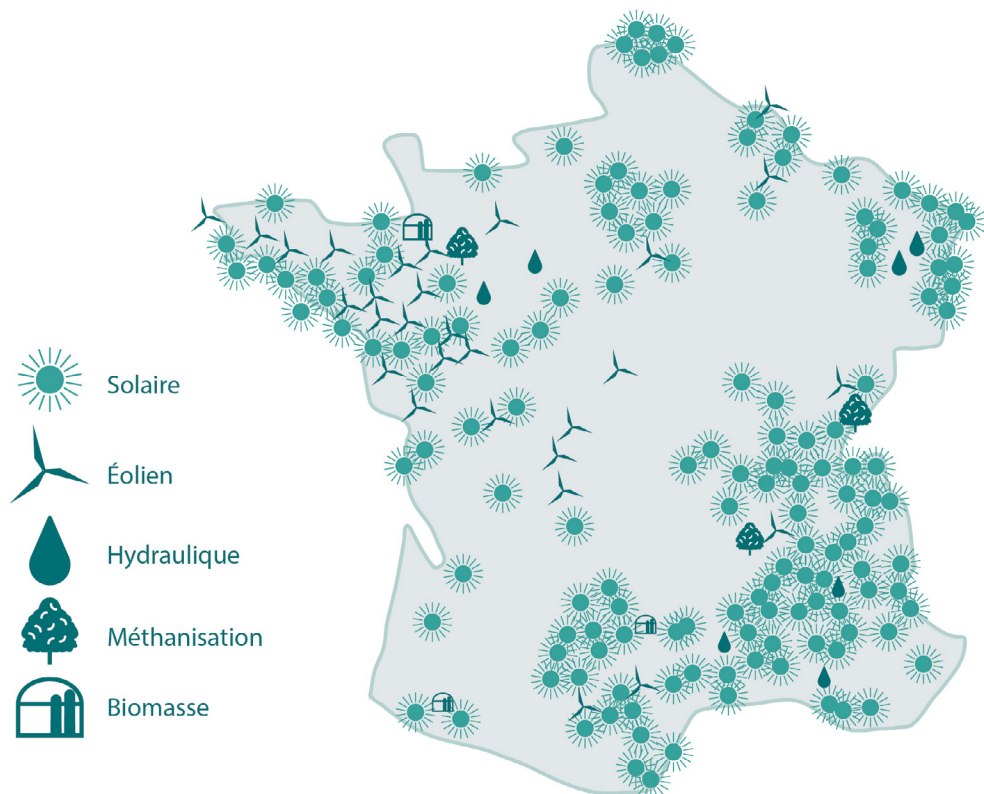 Solaire
Éolien
Hydraulique
Méthanisation
Biomasse